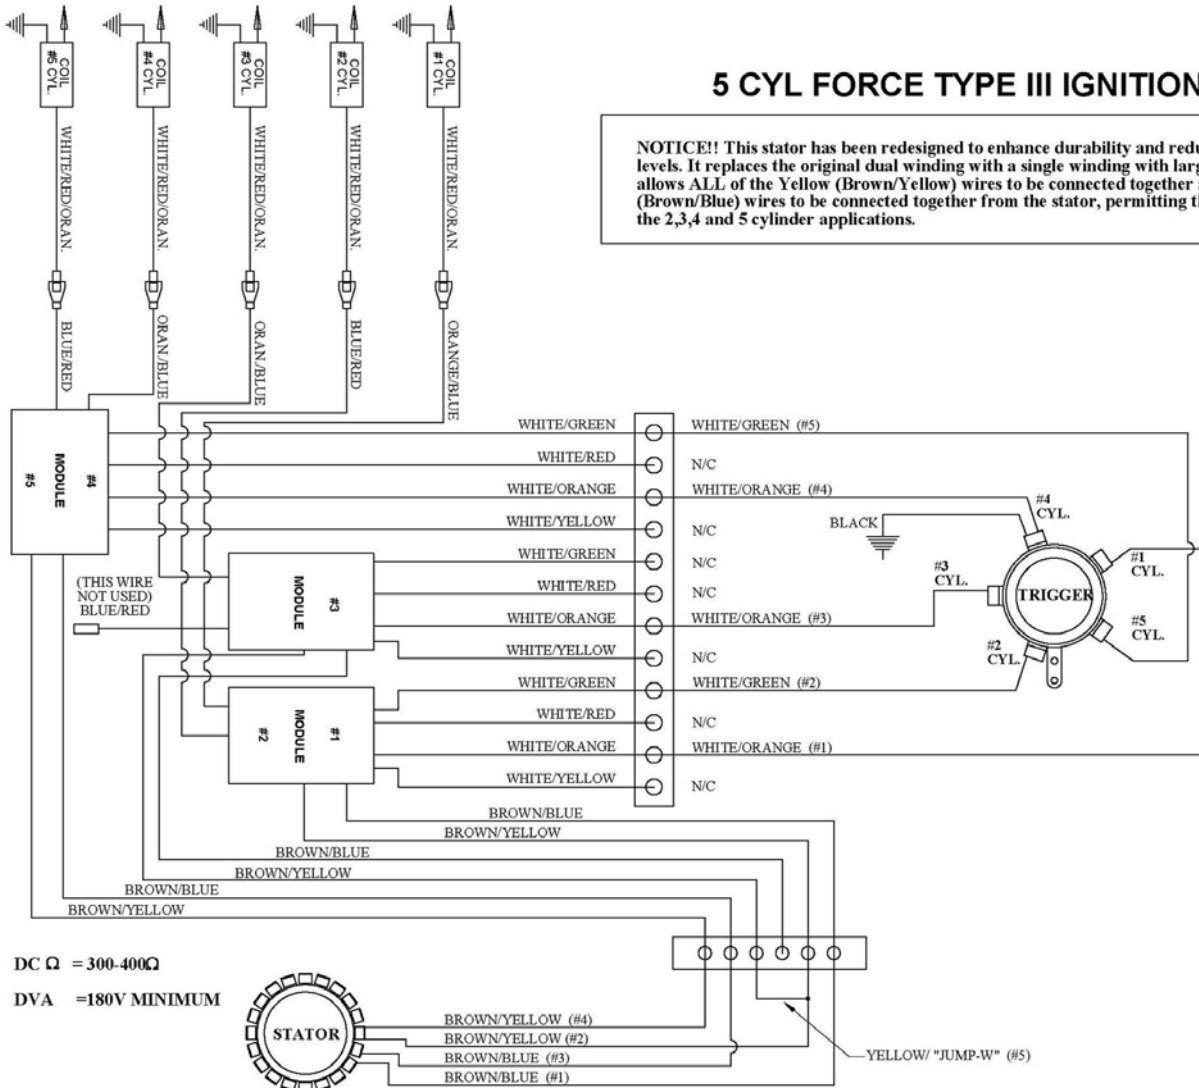 COIL
#5 CYL.
COIL
#4 CYL.
COIL
#3 CYL.
COIL
#2 CYL.
COIL
#1 CYL.
5 CYL FORCE TYPE III IGNITION
NOTICE!! This stator has been redesigned to enhance durability and redu
levels. It replaces the original dual winding with a single winding with larg
allows ALL of the Yellow (Brown/Yellow) wires to be connected together
(Brown/Blue) wires to be connected together from the stator, permitting t
the 2,3,4 and 5 cylinder applications.
WHITE/RED/ORAN.
WHITE/RED/ORAN.
WHITE/RED/ORAN.
WHITE/RED/ORAN.
WHITE/RED/ORAN.
BLUE/RED
ORAN./BLUE
ORAN./BLUE
BLUE/RED
ORANGE/BLUE
#5
MODULE
#4
WHITE/GREEN
WHITE/GREEN (#5)
WHITE/RED
N/C
WHITE/ORANGE
WHITE/ORANGE (#4)
WHITE/YELLOW
N/C
WHITE/GREEN
N/C
WHITE/RED
N/C
WHITE/ORANGE
WHITE/ORANGE (#3)
WHITE/YELLOW
N/C
WHITE/GREEN
WHITE/GREEN (#2)
WHITE/RED
N/C
WHITE/ORANGE
WHITE/ORANGE (#1)
WHITE/YELLOW
N/C
BLACK
#4
CYL.
#1
CYL.
#3
CYL.
TRIGGER
#5
CYL.
#2
CYL.
(THIS WIRE
NOT USED)
BLUE/RED
MODULE
#3
#2
MODULE
#1
BROWN/BLUE
BROWN/YELLOW
BROWN/BLUE
BROWN/YELLOW
BROWN/BLUE
BROWN/YELLOW
DC Ω = 300-400Ω
DVA =180V MINIMUM
STATOR
BROWN/YELLOW (#4)
BROWN/YELLOW (#2)
BROWN/BLUE (#3)
BROWN/BLUE (#1)
YELLOW/ "JUMP-W" (#5)